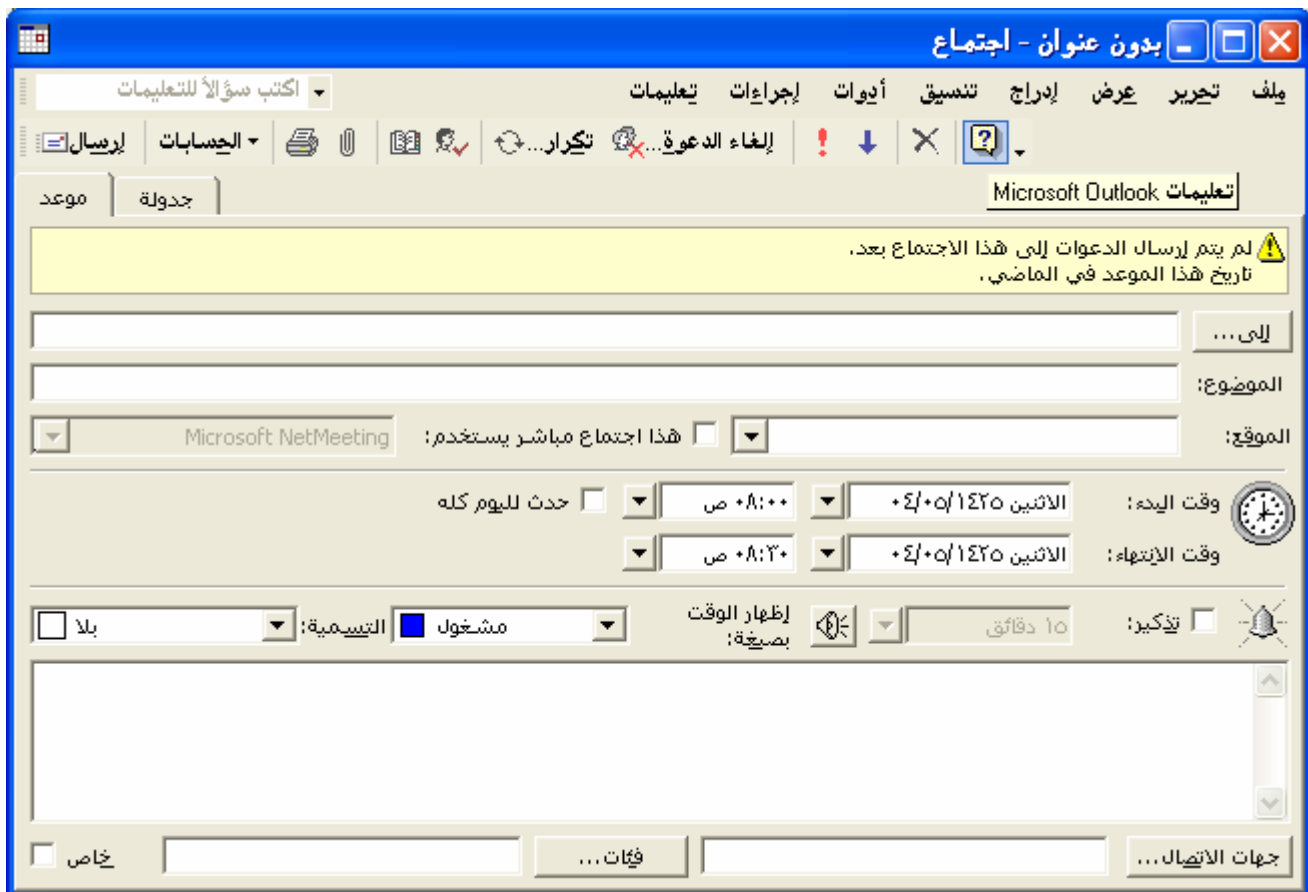 بدون عنوان - اجتماع
ملف تحرير عرض إدراج تنسيق أدوات إجراءات تعليمات اكتب سؤالاً للتعليمات
إلغاء الدعوة... تكرار... الحسابات إرسال
تعليمات Microsoft Outlook
جدولة موعد
لم يتم إرسال الدعوات إلى هذا الاجتماع بعد.
تاريخ هذا الموعد في الماضي.
إلى...
الموضوع:
الموقع: هذا اجتماع مباشر يستخدم: Microsoft NetMeeting
وقت البدء: الاثنين ٠٤/٠٥/١٤٢٥ ٠٨:٠٠ ص حدث لليوم كله
وقت الانتهاء: الاثنين ٠٤/٠٥/١٤٢٥ ٠٨:٣٠ ص
تذكير: ١٥ دقائق إظهار الوقت بصيغة: مشغول التسمية: بلا
جهات الاتصال... فئات... خاص